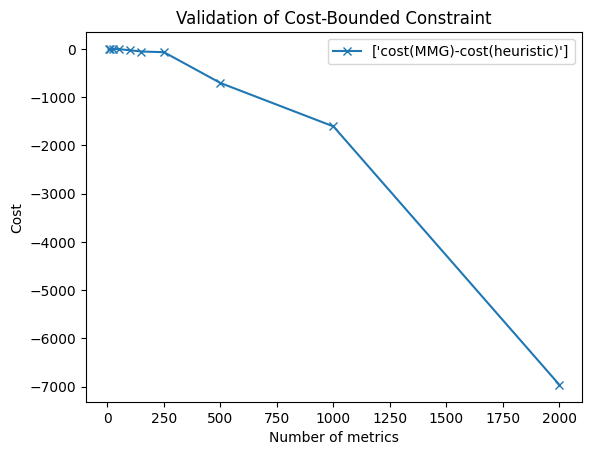 Validation of Cost-Bounded Constraint
['cost(MMG)-cost(heuristic)']
0
−1000
−2000
−3000
−4000
−5000
−6000
−7000
Cost
0 250 500 750 1000 1250 1500 1750 2000
Number of metrics